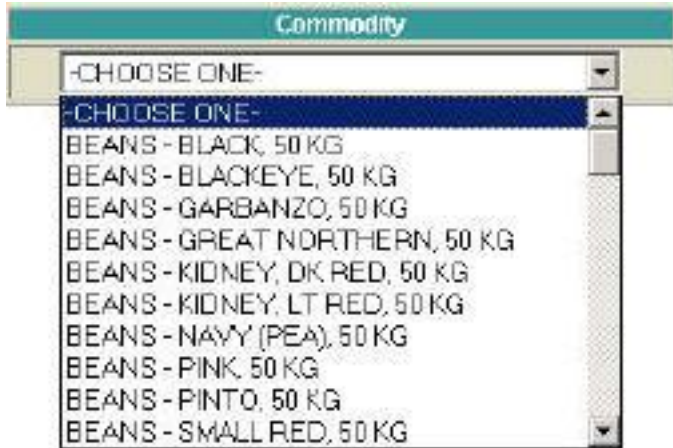 Commodity
-CHOOSE ONE-
-CHOOSE ONE-
BEANS - BLACK, 50 KG
BEANS - BLACKEYE, 50 KG
BEANS - GARBANZO, 50 KG
BEANS - GREAT NORTHERN, 50 KG
BEANS - KIDNEY, DK RED, 50 KG
BEANS - KIDNEY, LT RED, 50 KG
BEANS - NAVY (PEA), 50 KG
BEANS - PINK, 50 KG
BEANS - PINTO, 50 KG
BEANS - SMALL RED, 50 KG